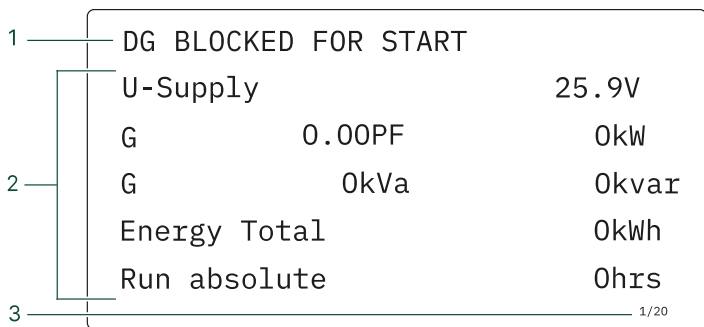 1 DG BLOCKED FOR START
U-Supply 25.9V
G 0.00PF 0kW
2 G 0kVa 0kvar
Energy Total 0kWh
Run absolute 0hrs
3 1/20